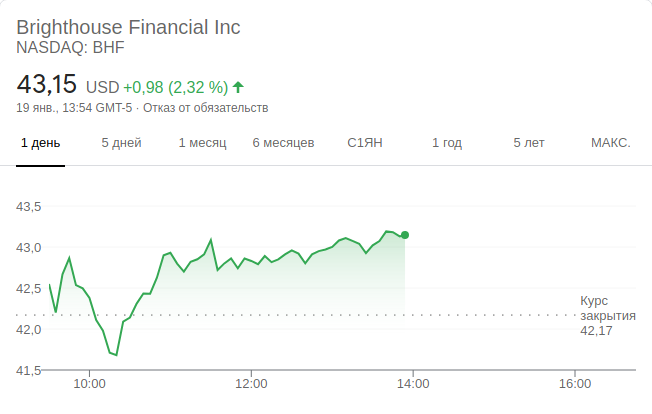 Brighthouse Financial Inc
NASDAQ: BHF
43,15 USD +0,98 (2,32 %)
19 янв., 13:54 GMT-5 · Отказ от обязательств
1 день 5 дней 1 месяц 6 месяцев С1ЯН 1 год 5 лет МАКС.
43,5
43,0
42,5
42,0
41,5
Курс
закрытия
42,17
10:00 12:00 14:00 16:00